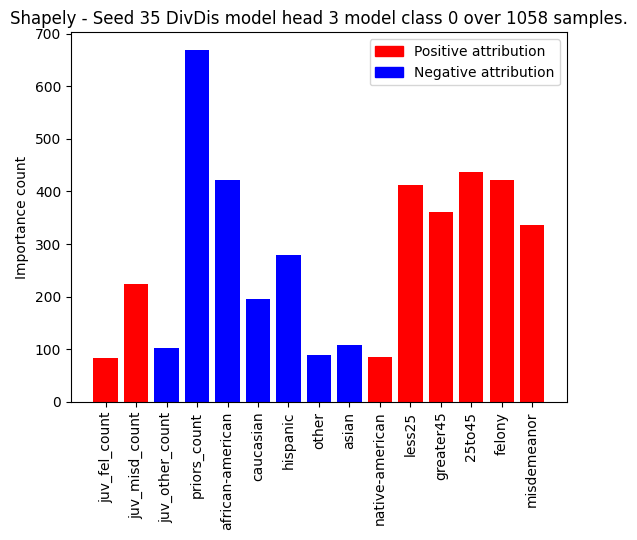 Shapely - Seed 35 DivDis model head 3 model class 0 over 1058 samples.
Positive attribution
Negative attribution
Importance count
700
600
500
400
300
200
100
0
juv_fel_count
juv_misd_count
juv_other_count
priors_count
african-american
caucasian
hispanic
other
asian
native-american
less25
greater45
25to45
felony
misdemeanor